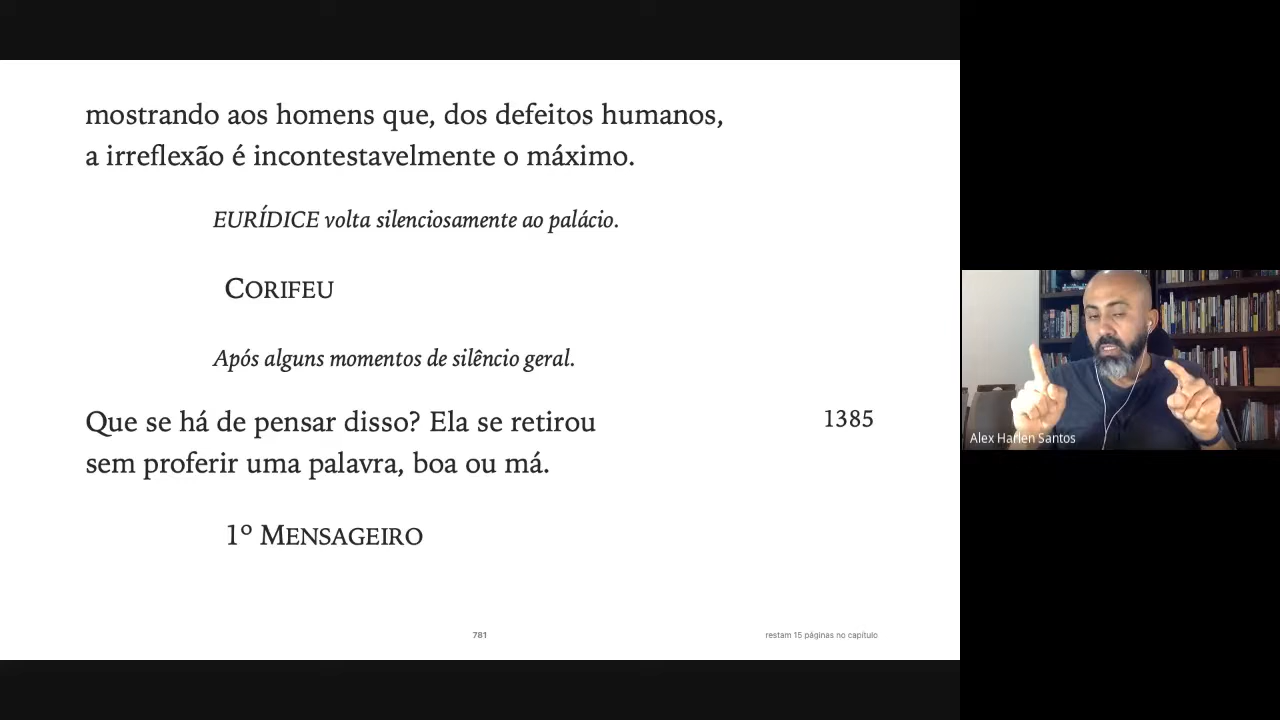 mostrando aos homens que, dos defeitos humanos,
a irreflexão é incontestavelmente o máximo.
EURÍDICE volta silenciosamente ao palácio.
CORIFEU
Após alguns momentos de silêncio geral.
Que se há de pensar disso? Ela se retirou 1385
sem proferir uma palavra, boa ou má.
1º MENSAGEIRO
781
restam 15 páginas no capítulo
Alex Harlen Santos